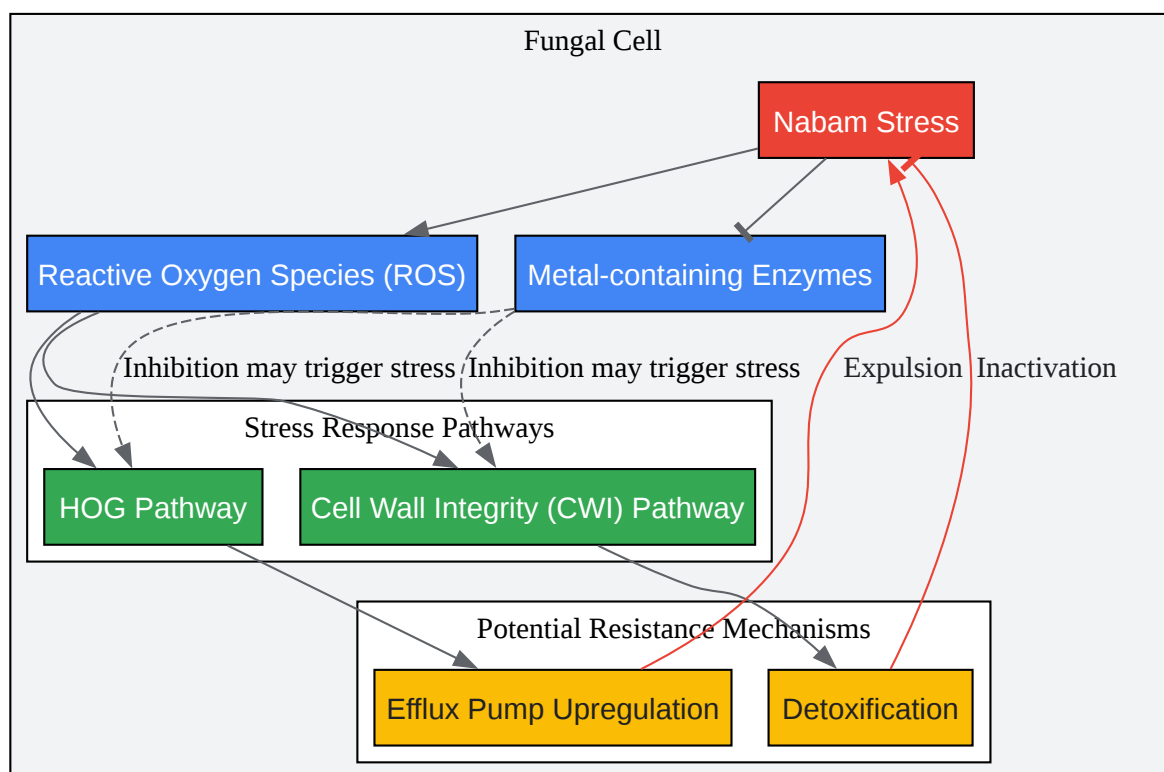 Fungal Cell
Nabam Stress
Reactive Oxygen Species (ROS)
Metal-containing Enzymes
Inhibition may trigger stress
Inhibition may trigger stress
Expulsion
Inactivation
Stress Response Pathways
HOG Pathway
Cell Wall Integrity (CWI) Pathway
Potential Resistance Mechanisms
Efflux Pump Upregulation
Detoxification